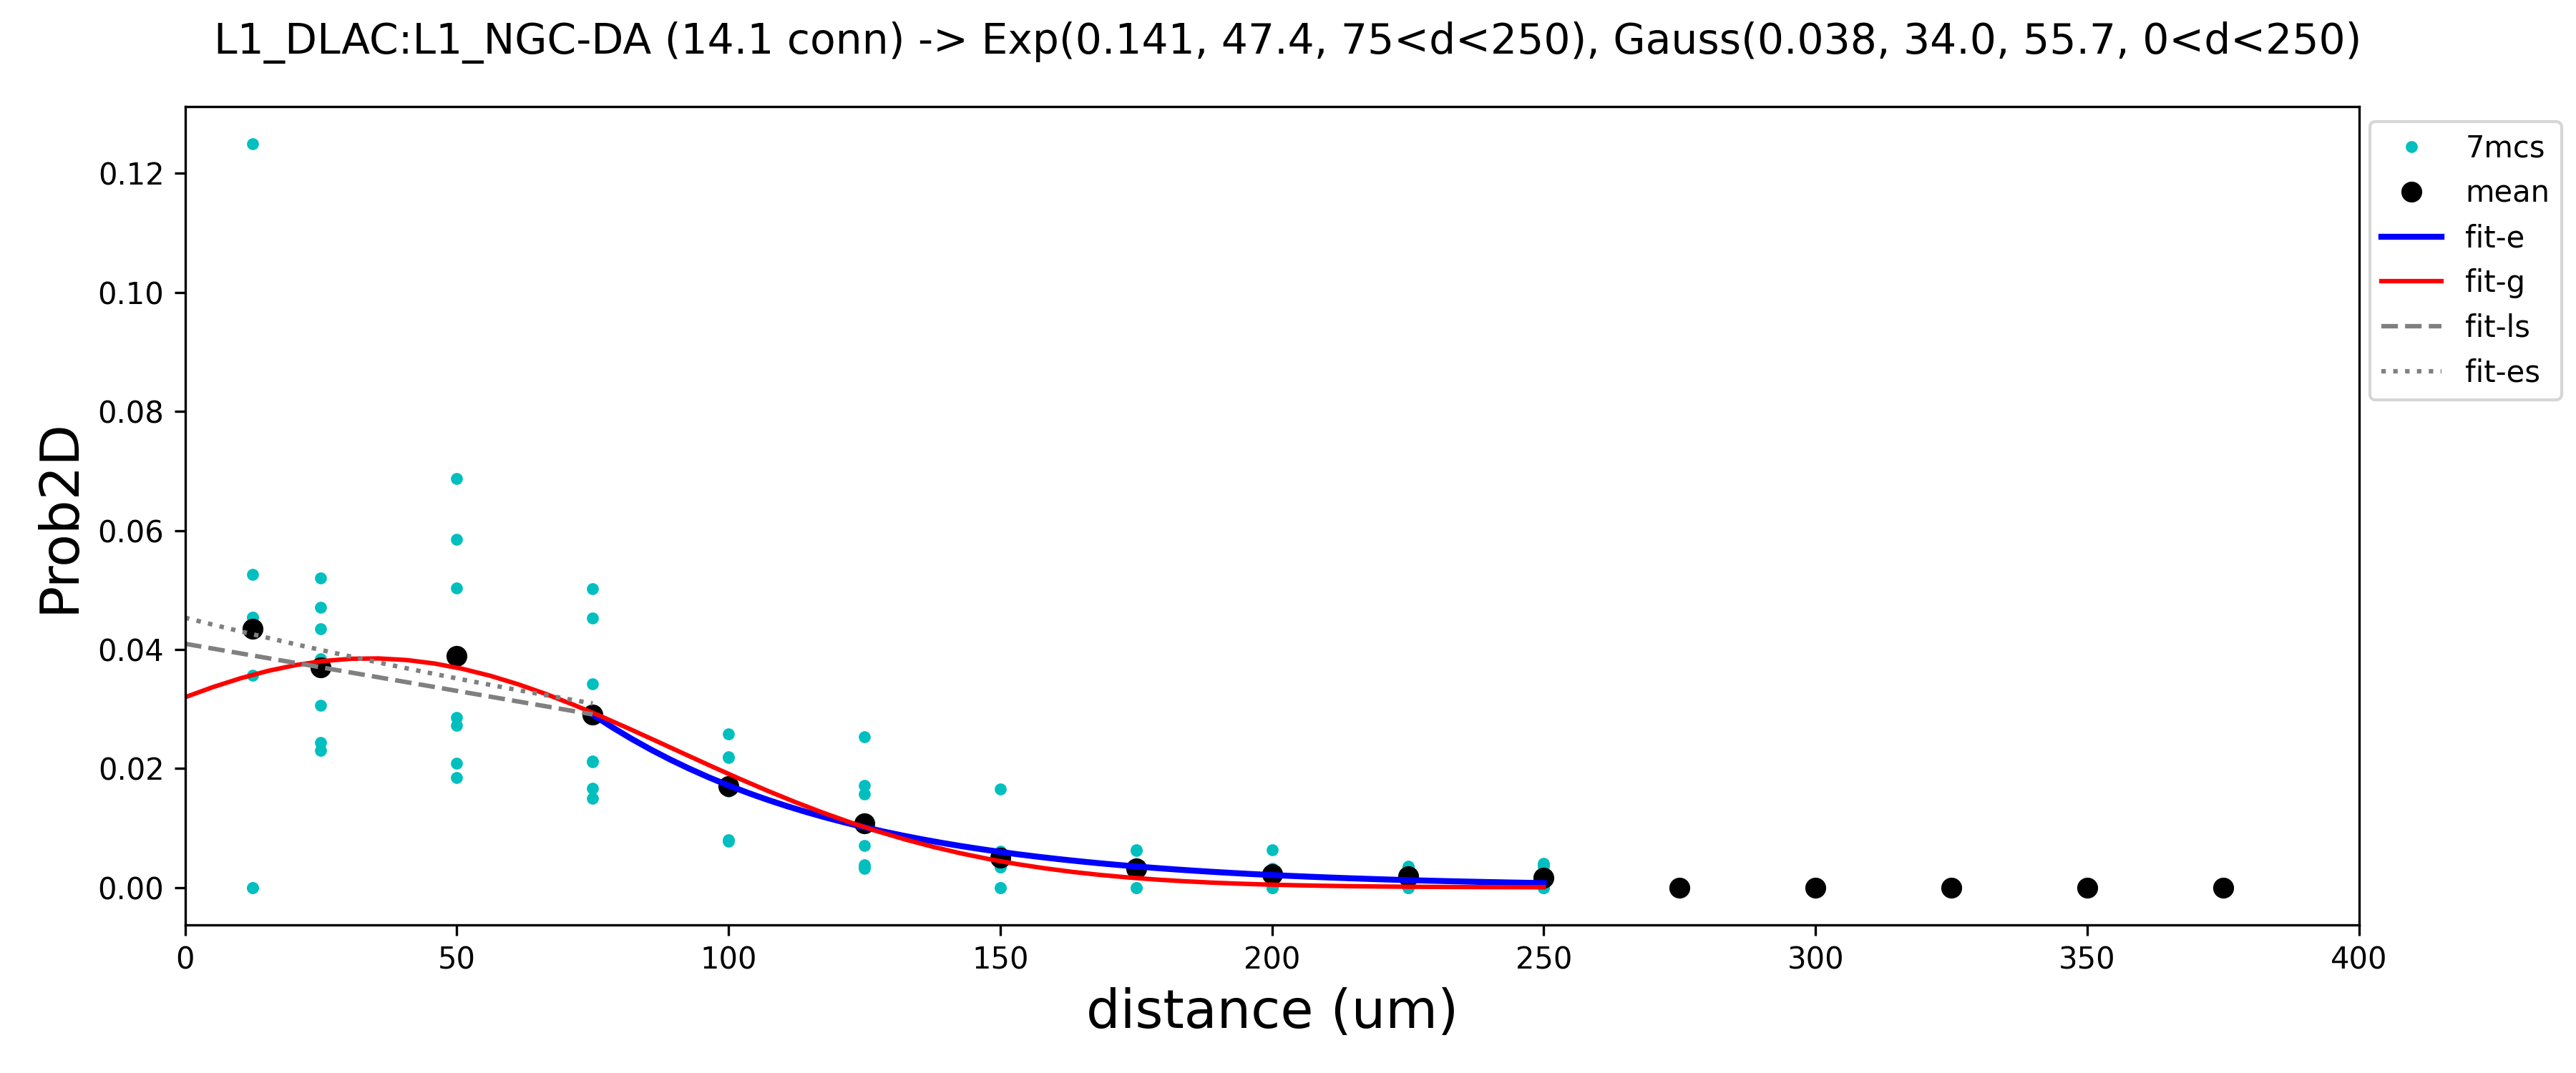 L1_DLAC:L1_NGC-DA (14.1 conn) -> Exp(0.141, 47.4, 75<d<250), Gauss(0.038, 34.0, 55.7, 0<d<250)
7mcs
mean
fit-e
fit-g
fit-ls
fit-es
Prob2D
0.12
0.10
0.08
0.06
0.04
0.02
0.00
0 50 100 150 200 250 300 350 400
distance (um)